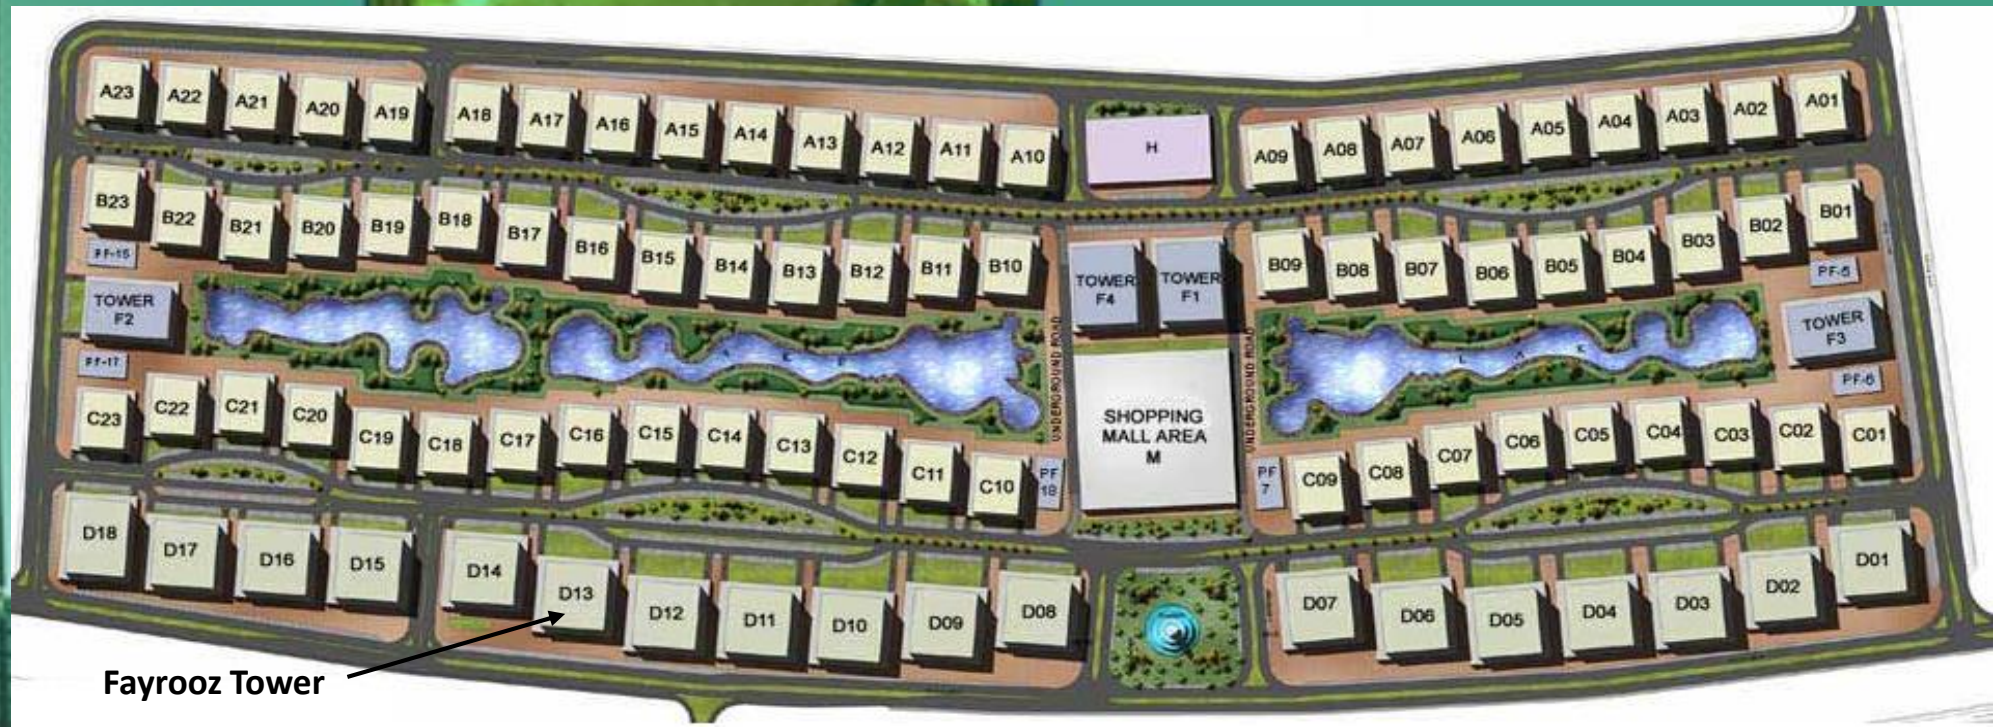 A23
A22
A21
A20
A19
A18
A17
A16
A15
A14
A13
A12
A11
A10
H
A09
A08
A07
A06
A05
A04
A03
A02
A01
B23
B22
B21
B20
B19
B18
B17
B16
B15
B14
B13
B12
B11
B10
B09
B08
B07
B06
B05
B04
B03
B02
B01
PF-15
TOWER
F2
PF-17
TOWER
F4
TOWER
F1
PF-5
TOWER
F3
PF-6
LAKE
UNDERGROUND ROAD
UNDERGROUND ROAD
LAKE
SHOPPING
MALL AREA
M
C23
C22
C21
C20
C19
C18
C17
C16
C15
C14
C13
C12
C11
C10
PF
18
PF
7
C09
C08
C07
C06
C05
C04
C03
C02
C01
D18
D17
D16
D15
D14
D13
D12
D11
D10
D09
D08
D07
D06
D05
D04
D03
D02
D01
Fayrooz Tower